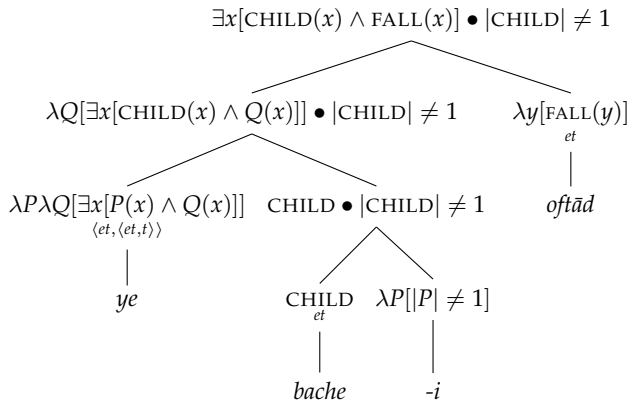 ∃x[CHILD(x) ∧ FALL(x)] • |CHILD| ≠ 1
λQ[∃x[CHILD(x) ∧ Q(x)]] • |CHILD| ≠ 1 λy[FALL(y)]
et
λPλQ[∃x[P(x) ∧ Q(x)]] CHILD • |CHILD| ≠ 1 oftād
⟨et,⟨et,t⟩⟩
ye CHILD λP[|P| ≠ 1]
et
bache -i